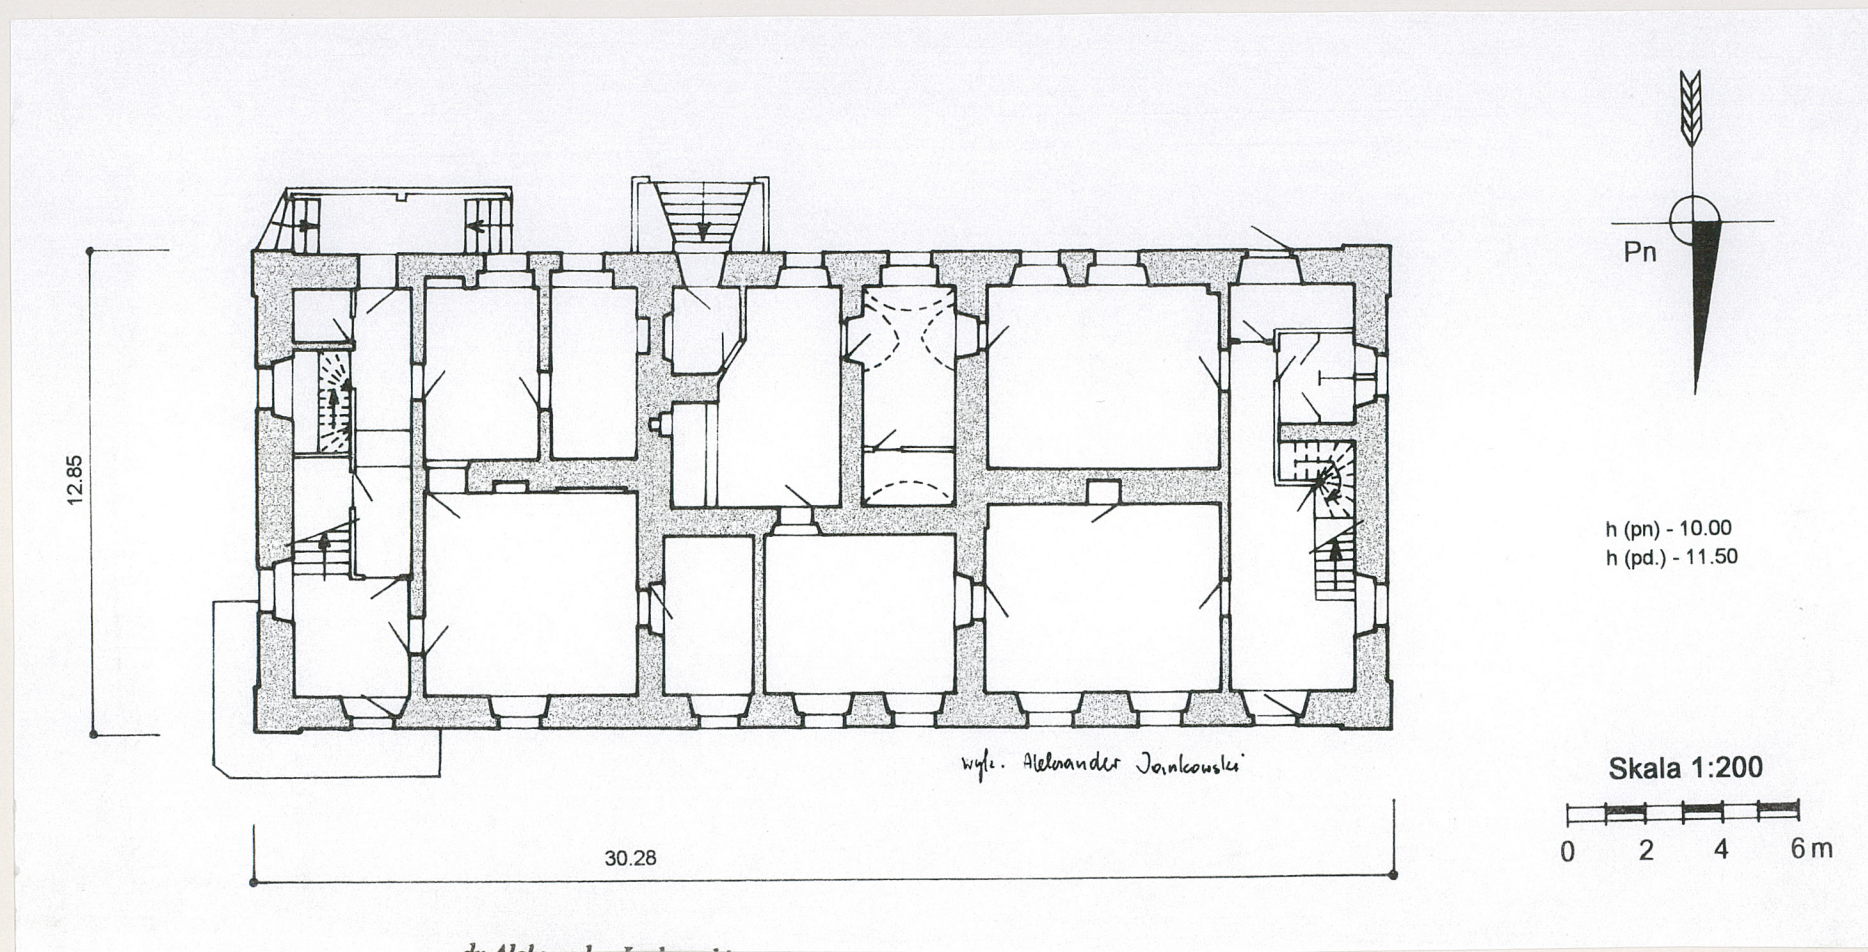 Pn
12.85
h (pn) - 10.00
h (pd.) - 11.50
wyk. Aleksander Jankowski
Skala 1:200
0 2 4 6 m
30.28